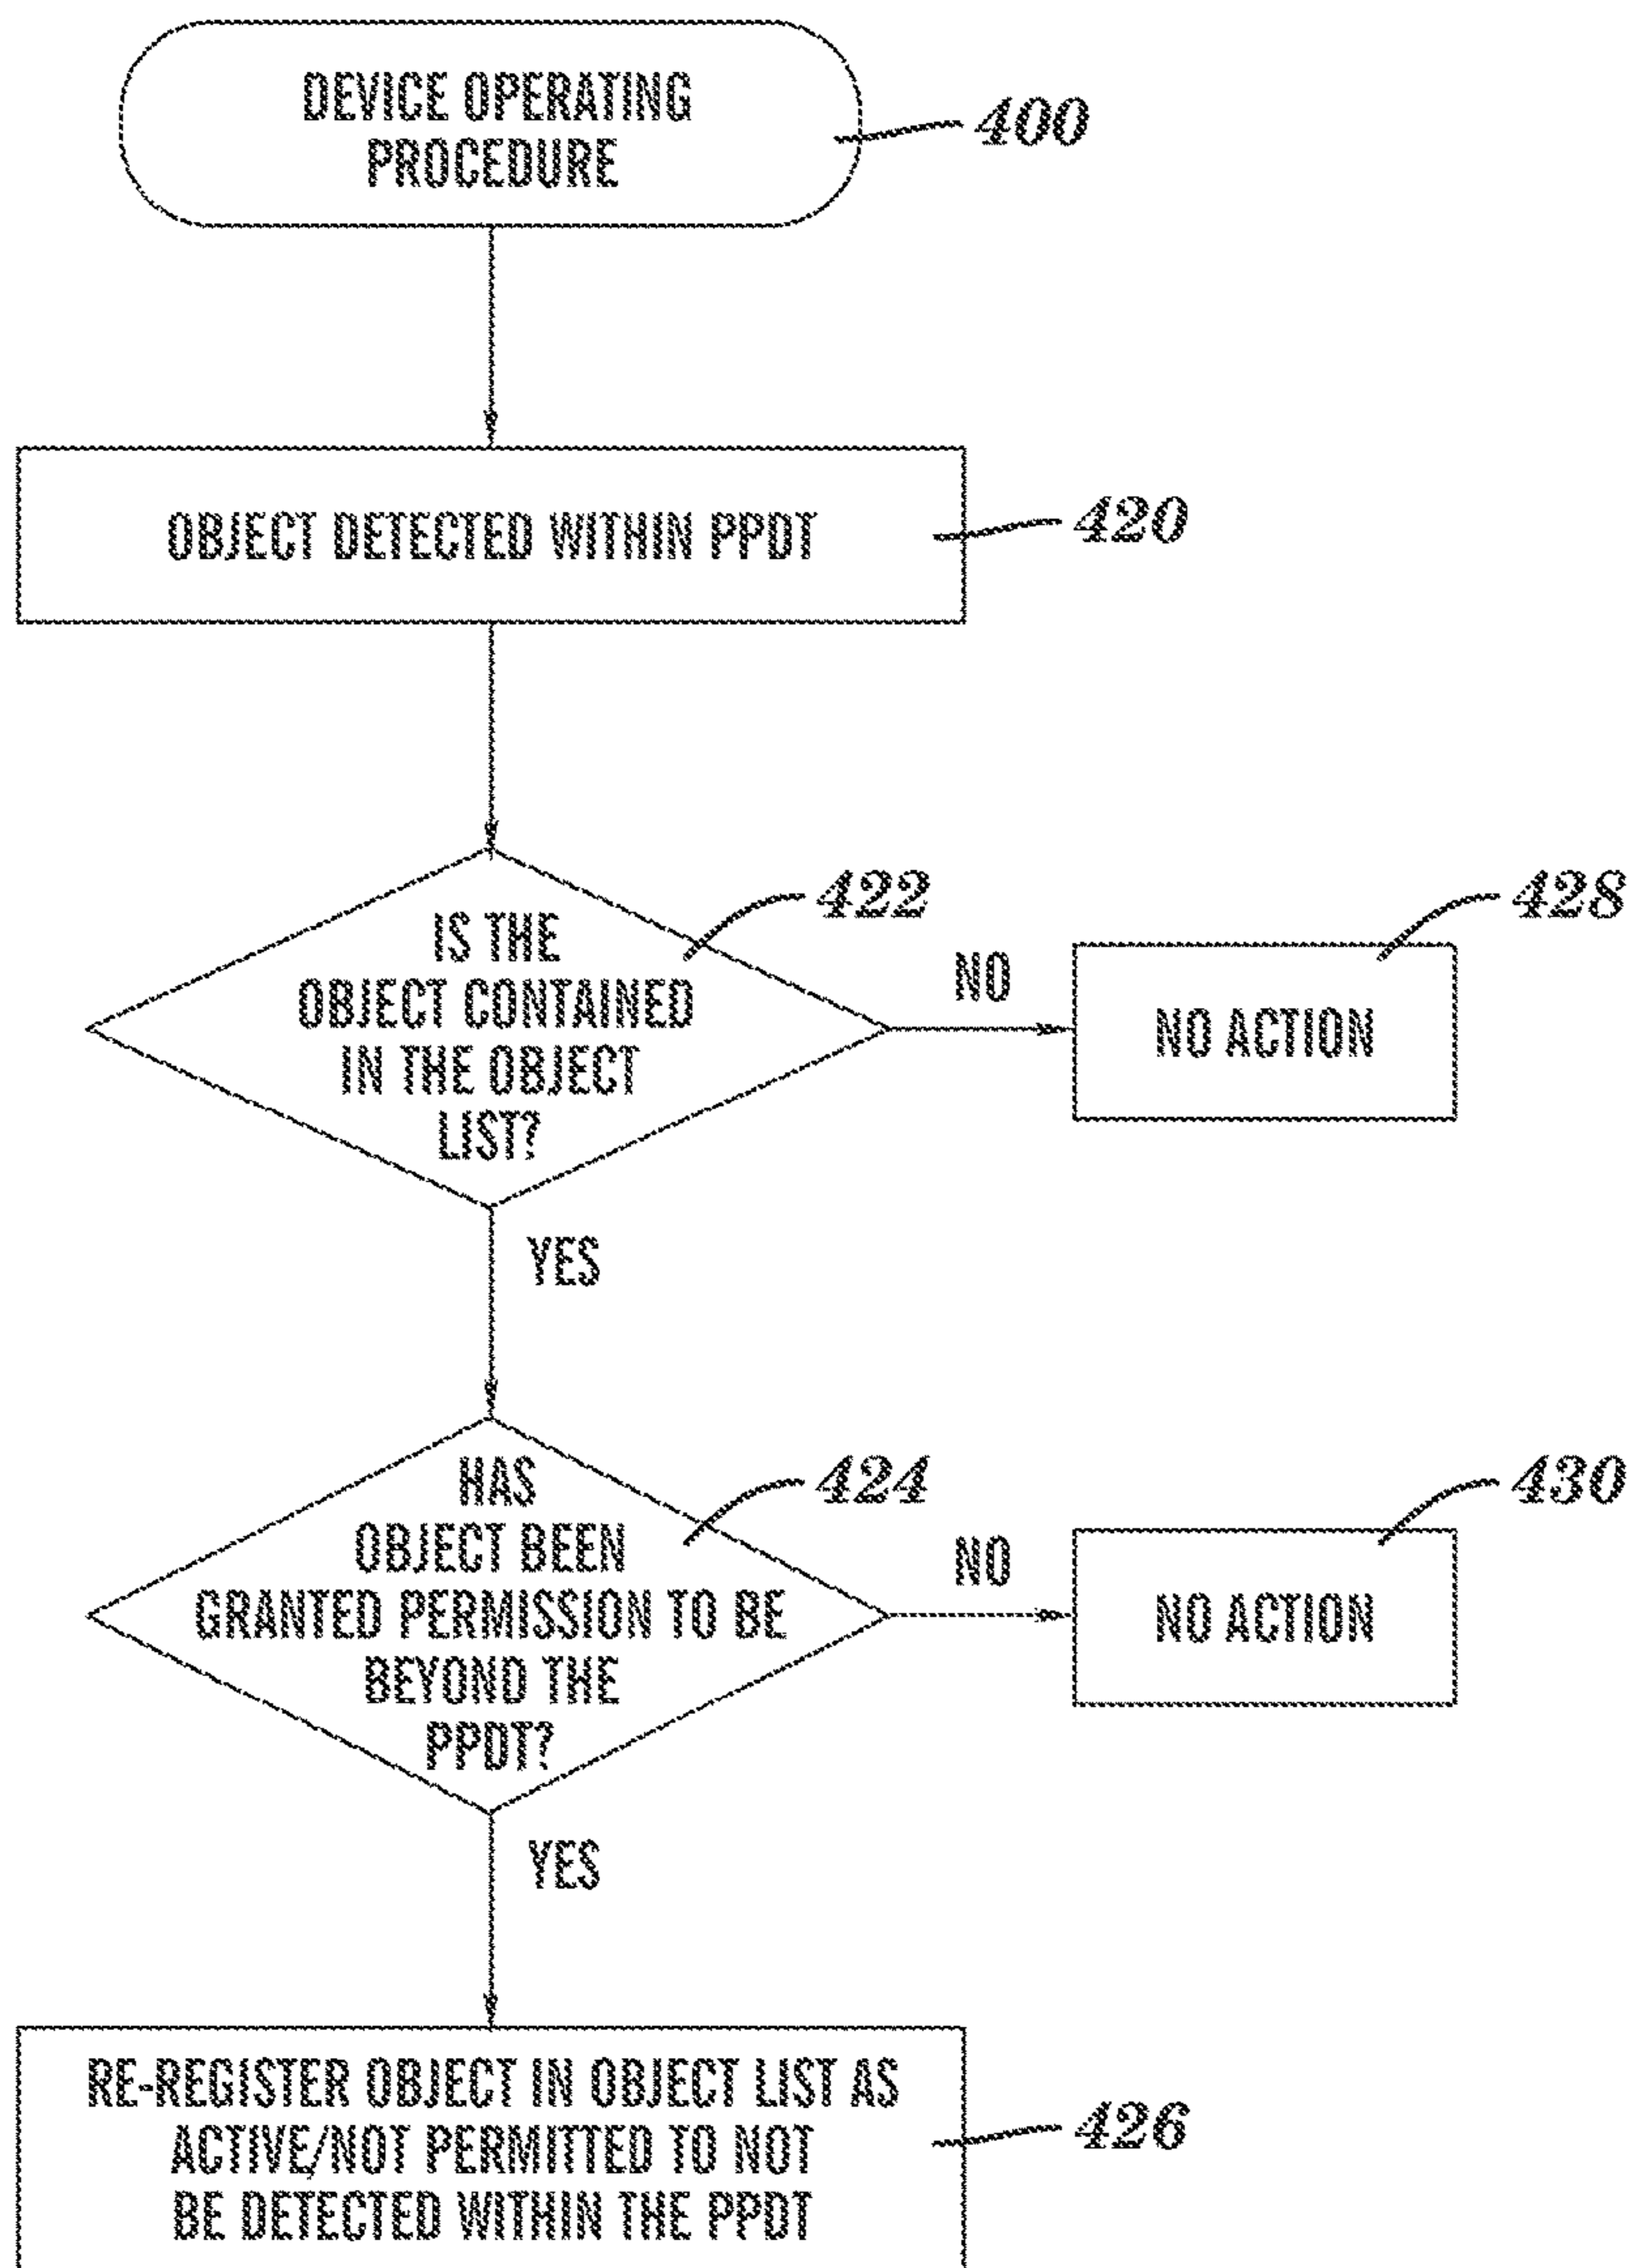 DEVICE OPERATING
PROCEDURE
400
OBJECT DETECTED WITHIN PPDT
420
422
IS THE
OBJECT CONTAINED
IN THE OBJECT
LIST?
NO
428
NO ACTION
YES
424
HAS
OBJECT BEEN
GRANTED PERMISSION TO BE
BEYOND THE
PPDT?
NO
430
NO ACTION
YES
RE-REGISTER OBJECT IN OBJECT LIST AS
ACTIVE/NOT PERMITTED TO NOT
BE DETECTED WITHIN THE PPDT
426